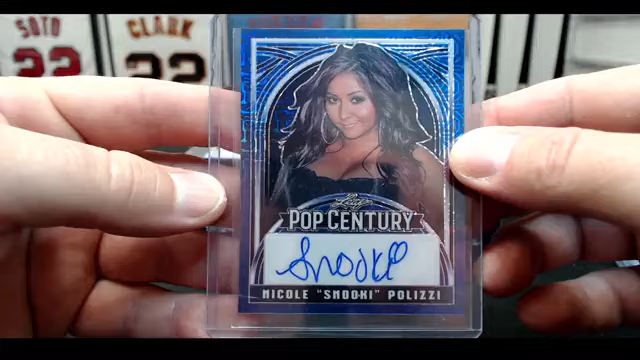 SOTO
22
CLARK
22
Leaf
POP CENTURY
Snooki
NICOLE "SNOOKI" POLIZZI